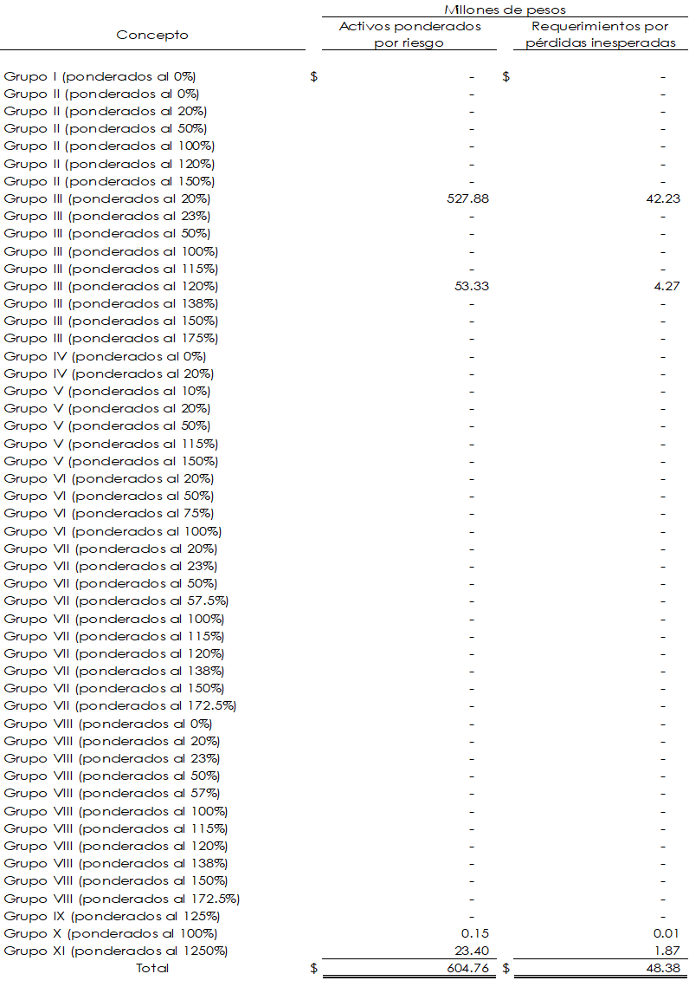 Millones de pesos
Concepto Activos ponderados por riesgo Requerimientos por pérdidas inesperadas
Grupo I (ponderados al 0%) $ - $ -
Grupo II (ponderados al 0%) - -
Grupo II (ponderados al 20%) - -
Grupo II (ponderados al 50%) - -
Grupo II (ponderados al 100%) - -
Grupo II (ponderados al 120%) - -
Grupo II (ponderados al 150%) - -
Grupo III (ponderados al 20%) 527.88 42.23
Grupo III (ponderados al 23%) - -
Grupo III (ponderados al 50%) - -
Grupo III (ponderados al 100%) - -
Grupo III (ponderados al 115%) - -
Grupo III (ponderados al 120%) 53.33 4.27
Grupo III (ponderados al 138%) - -
Grupo III (ponderados al 150%) - -
Grupo III (ponderados al 175%) - -
Grupo IV (ponderados al 0%) - -
Grupo IV (ponderados al 20%) - -
Grupo V (ponderados al 10%) - -
Grupo V (ponderados al 20%) - -
Grupo V (ponderados al 50%) - -
Grupo V (ponderados al 115%) - -
Grupo V (ponderados al 150%) - -
Grupo VI (ponderados al 20%) - -
Grupo VI (ponderados al 50%) - -
Grupo VI (ponderados al 75%) - -
Grupo VI (ponderados al 100%) - -
Grupo VII (ponderados al 20%) - -
Grupo VII (ponderados al 23%) - -
Grupo VII (ponderados al 50%) - -
Grupo VII (ponderados al 57.5%) - -
Grupo VII (ponderados al 100%) - -
Grupo VII (ponderados al 115%) - -
Grupo VII (ponderados al 120%) - -
Grupo VII (ponderados al 138%) - -
Grupo VII (ponderados al 150%) - -
Grupo VII (ponderados al 172.5%) - -
Grupo VIII (ponderados al 0%) - -
Grupo VIII (ponderados al 20%) - -
Grupo VIII (ponderados al 23%) - -
Grupo VIII (ponderados al 50%) - -
Grupo VIII (ponderados al 57%) - -
Grupo VIII (ponderados al 100%) - -
Grupo VIII (ponderados al 115%) - -
Grupo VIII (ponderados al 120%) - -
Grupo VIII (ponderados al 138%) - -
Grupo VIII (ponderados al 150%) - -
Grupo VIII (ponderados al 172.5%) - -
Grupo IX (ponderados al 125%) - -
Grupo X (ponderados al 100%) 0.15 0.01
Grupo XI (ponderados al 1250%) 23.40 1.87
Total $ 604.76 $ 48.38